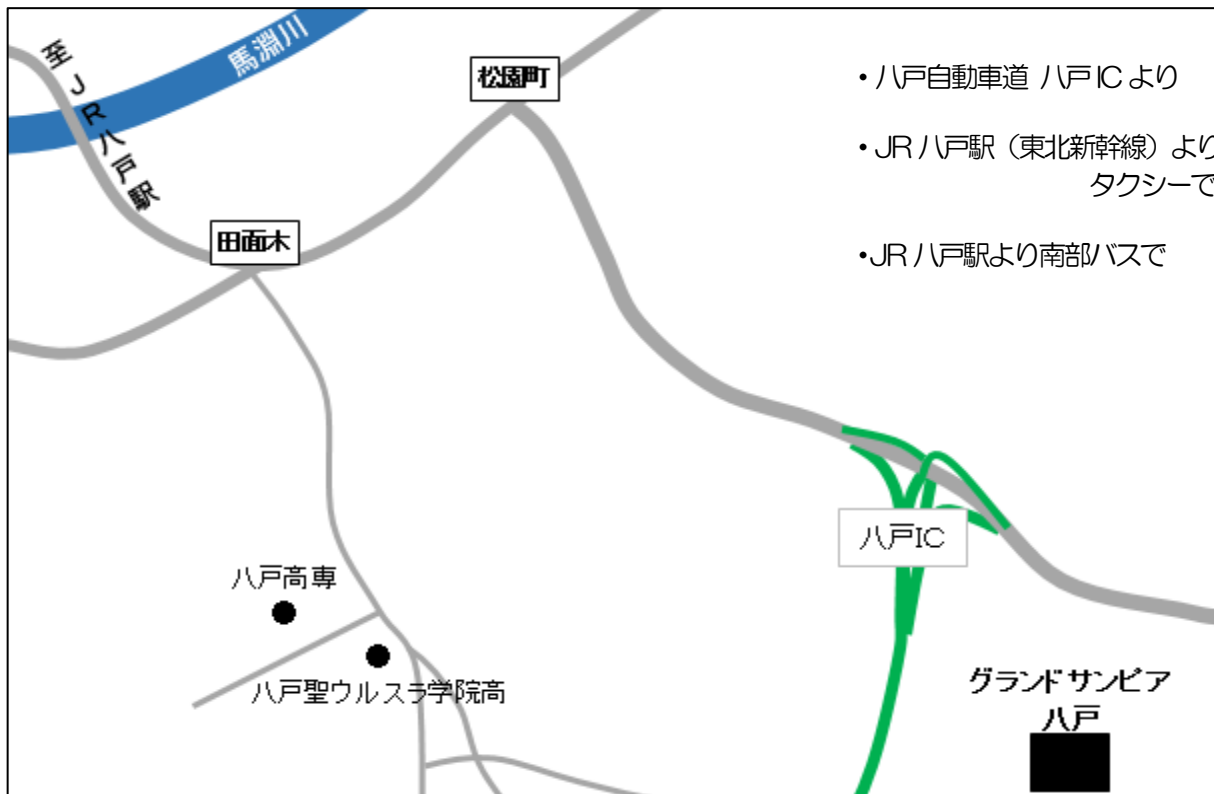 至JR八戸駅
馬淵川
松園町
田面木
・八戸自動車道 八戸ICより
・JR八戸駅(東北新幹線)より
タクシーで
・JR八戸駅より南部バスで
八戸IC
八戸高専
八戸聖ウルスラ学院高
グランドサンピア
八戸